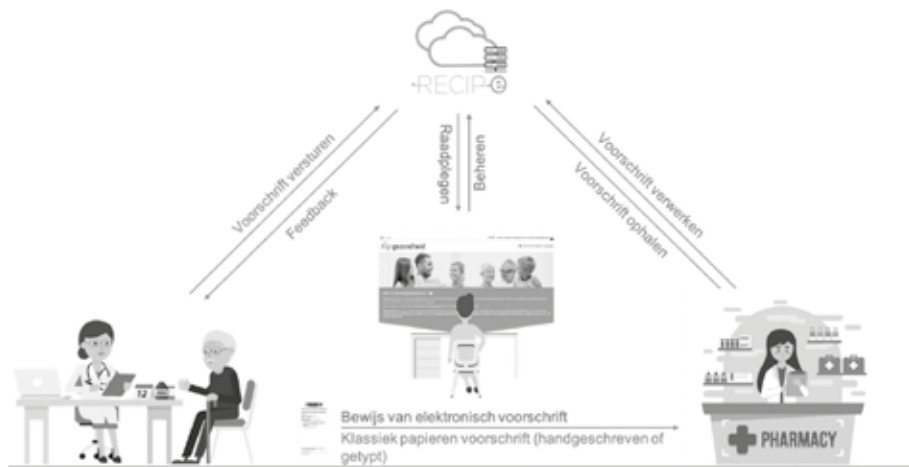 RECIP
Voorschrift versturen
Feedback
Raadplegen
Beheren
Voorschrift verwerken
Voorschrift ophalen
gezondheid
12
Bewijs van elektronisch voorschrift
Klassiek papieren voorschrift (handgeschreven of
getypt)
PHARMACY